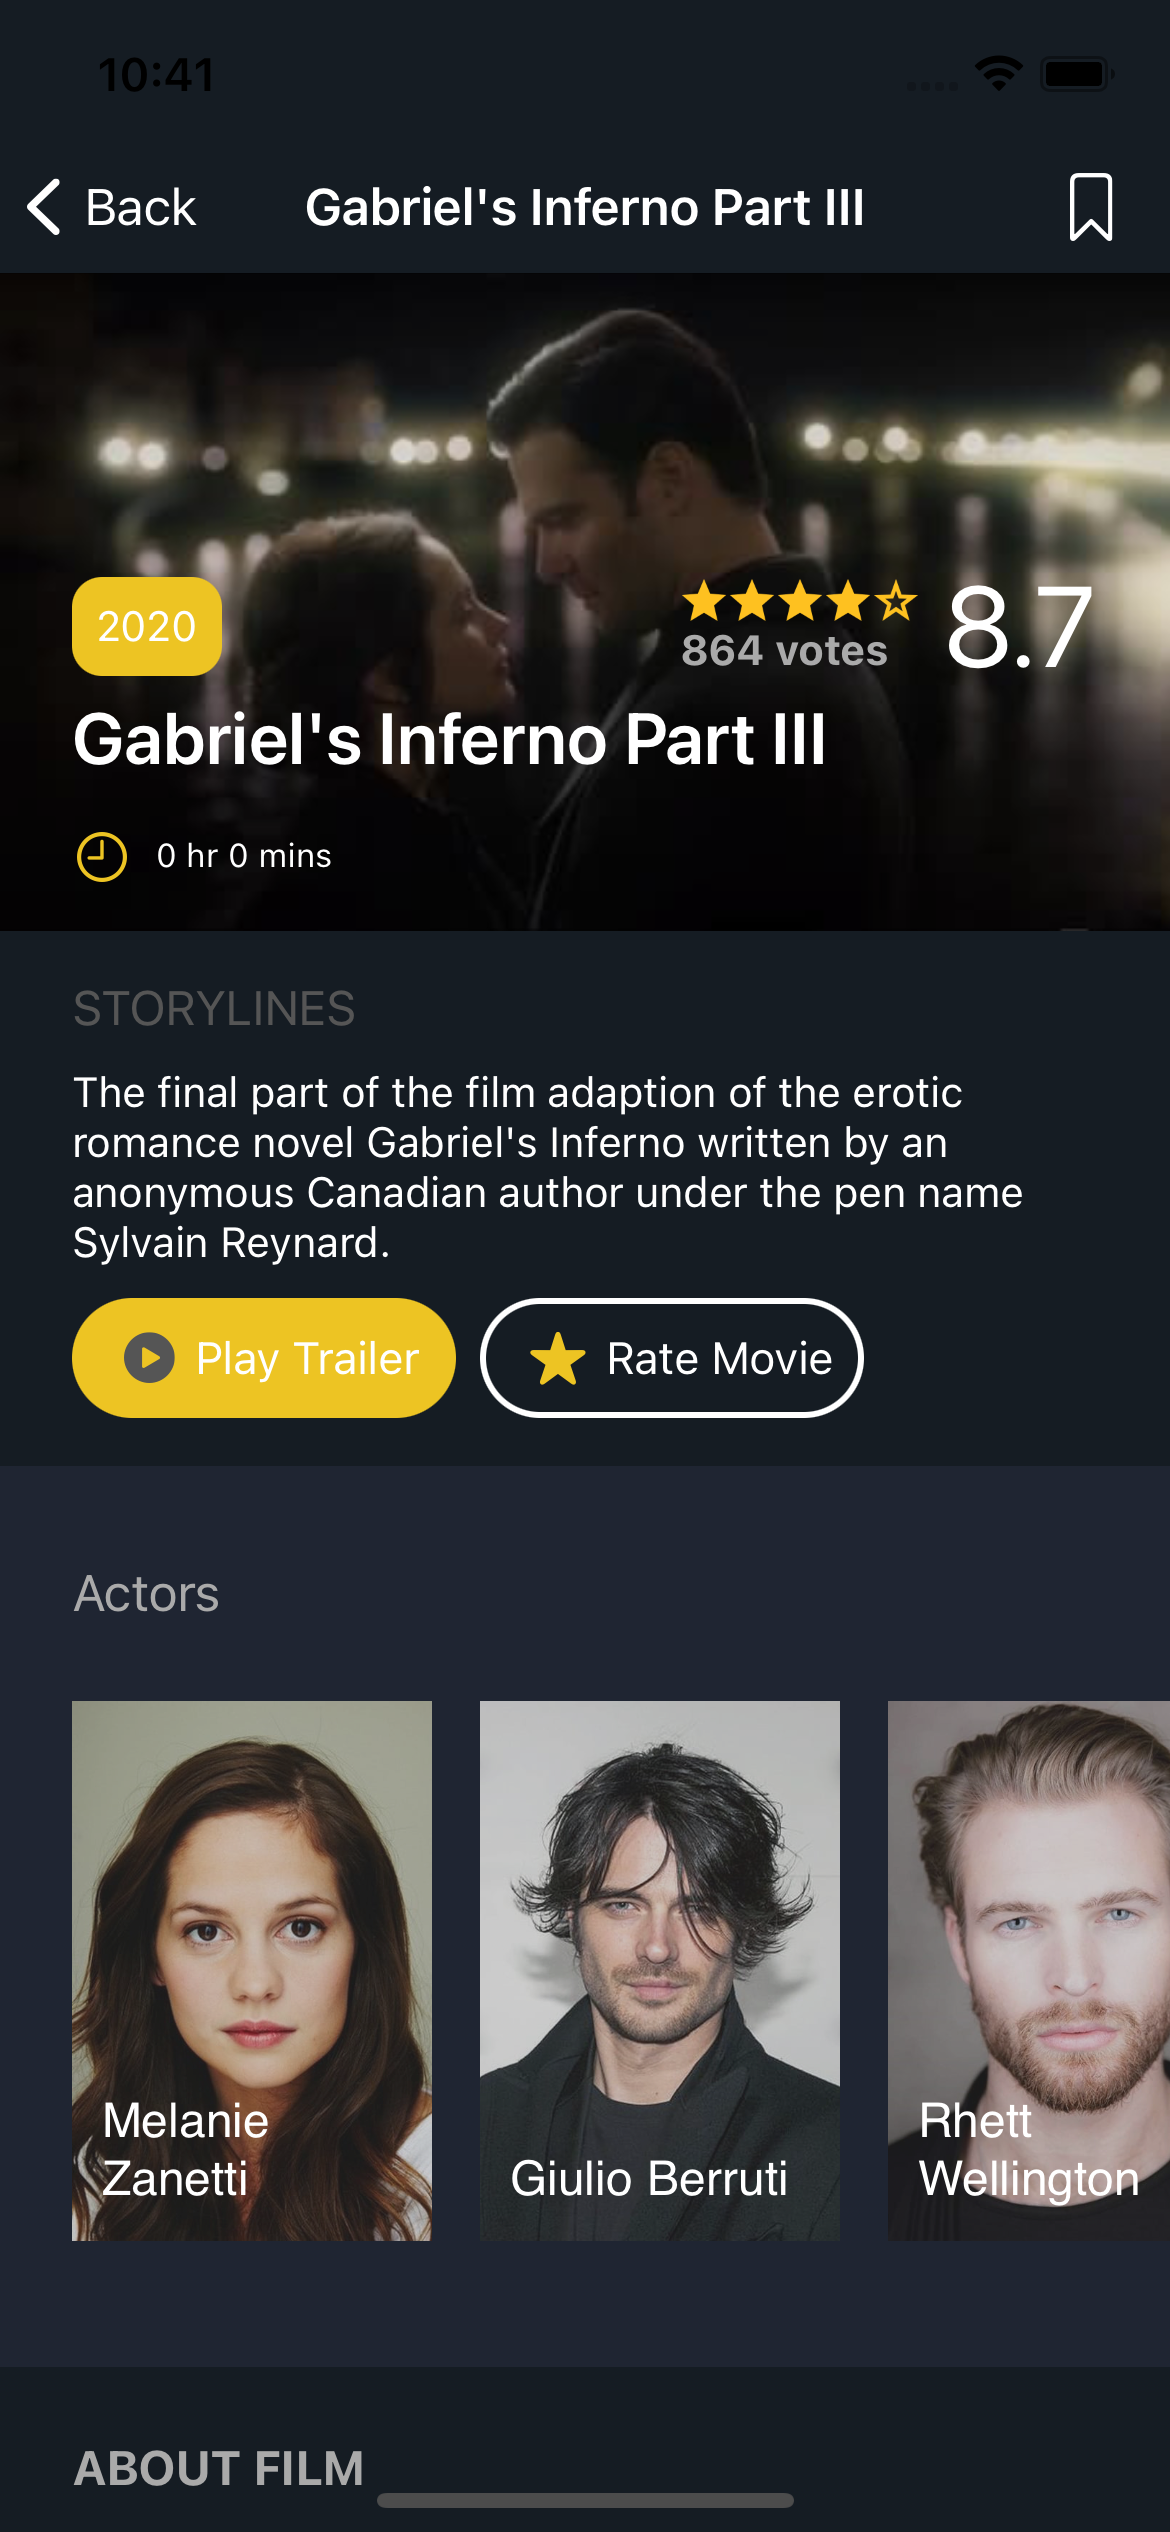 10:41
Back
Gabriel's Inferno Part III
2020
864 votes
8.7
Gabriel's Inferno Part III
0 hr 0 mins
STORYLINES
The final part of the film adaption of the erotic
romance novel Gabriel's Inferno written by an
anonymous Canadian author under the pen name
Sylvain Reynard.
Play Trailer
Rate Movie
Actors
Melanie
Zanetti
Giulio Berruti
Rhett
Wellington
ABOUT FILM